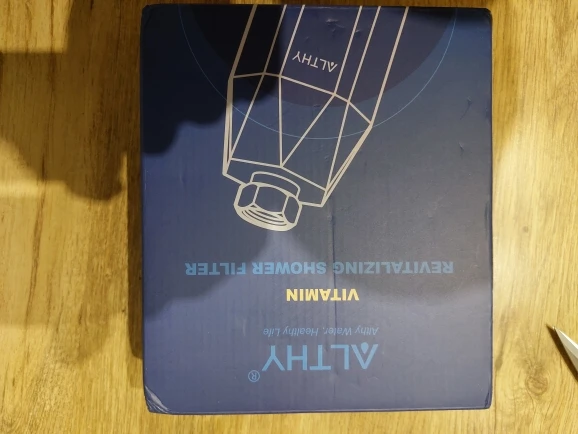 ALTHY®
Althy Water, Healthy Life
VITAMIN
REVITALIZING SHOWER FILTER
ALTHY